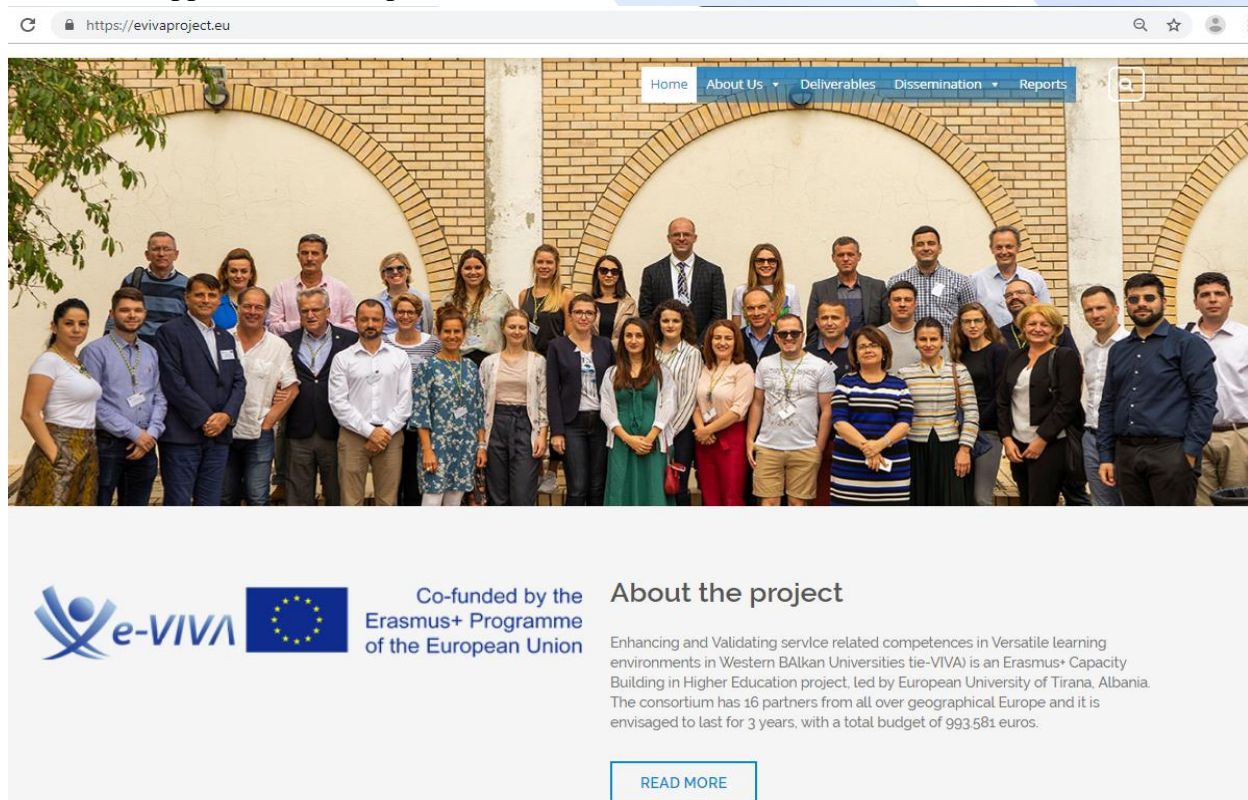 https://evivaproject.eu
Home About Us Deliverables Dissemination Reports
e-VIVA
Co-funded by the
Erasmus+ Programme
of the European Union
About the project
Enhancing and Validating servIce related competences in Versatile learning
environments in Western BAlkan Universities tie-VIVA) is an Erasmus+ Capacity
Building in Higher Education project, led by European University of Tirana, Albania.
The consortium has 16 partners from all over geographical Europe and it is
envisaged to last for 3 years, with a total budget of 993.581 euros.
READ MORE